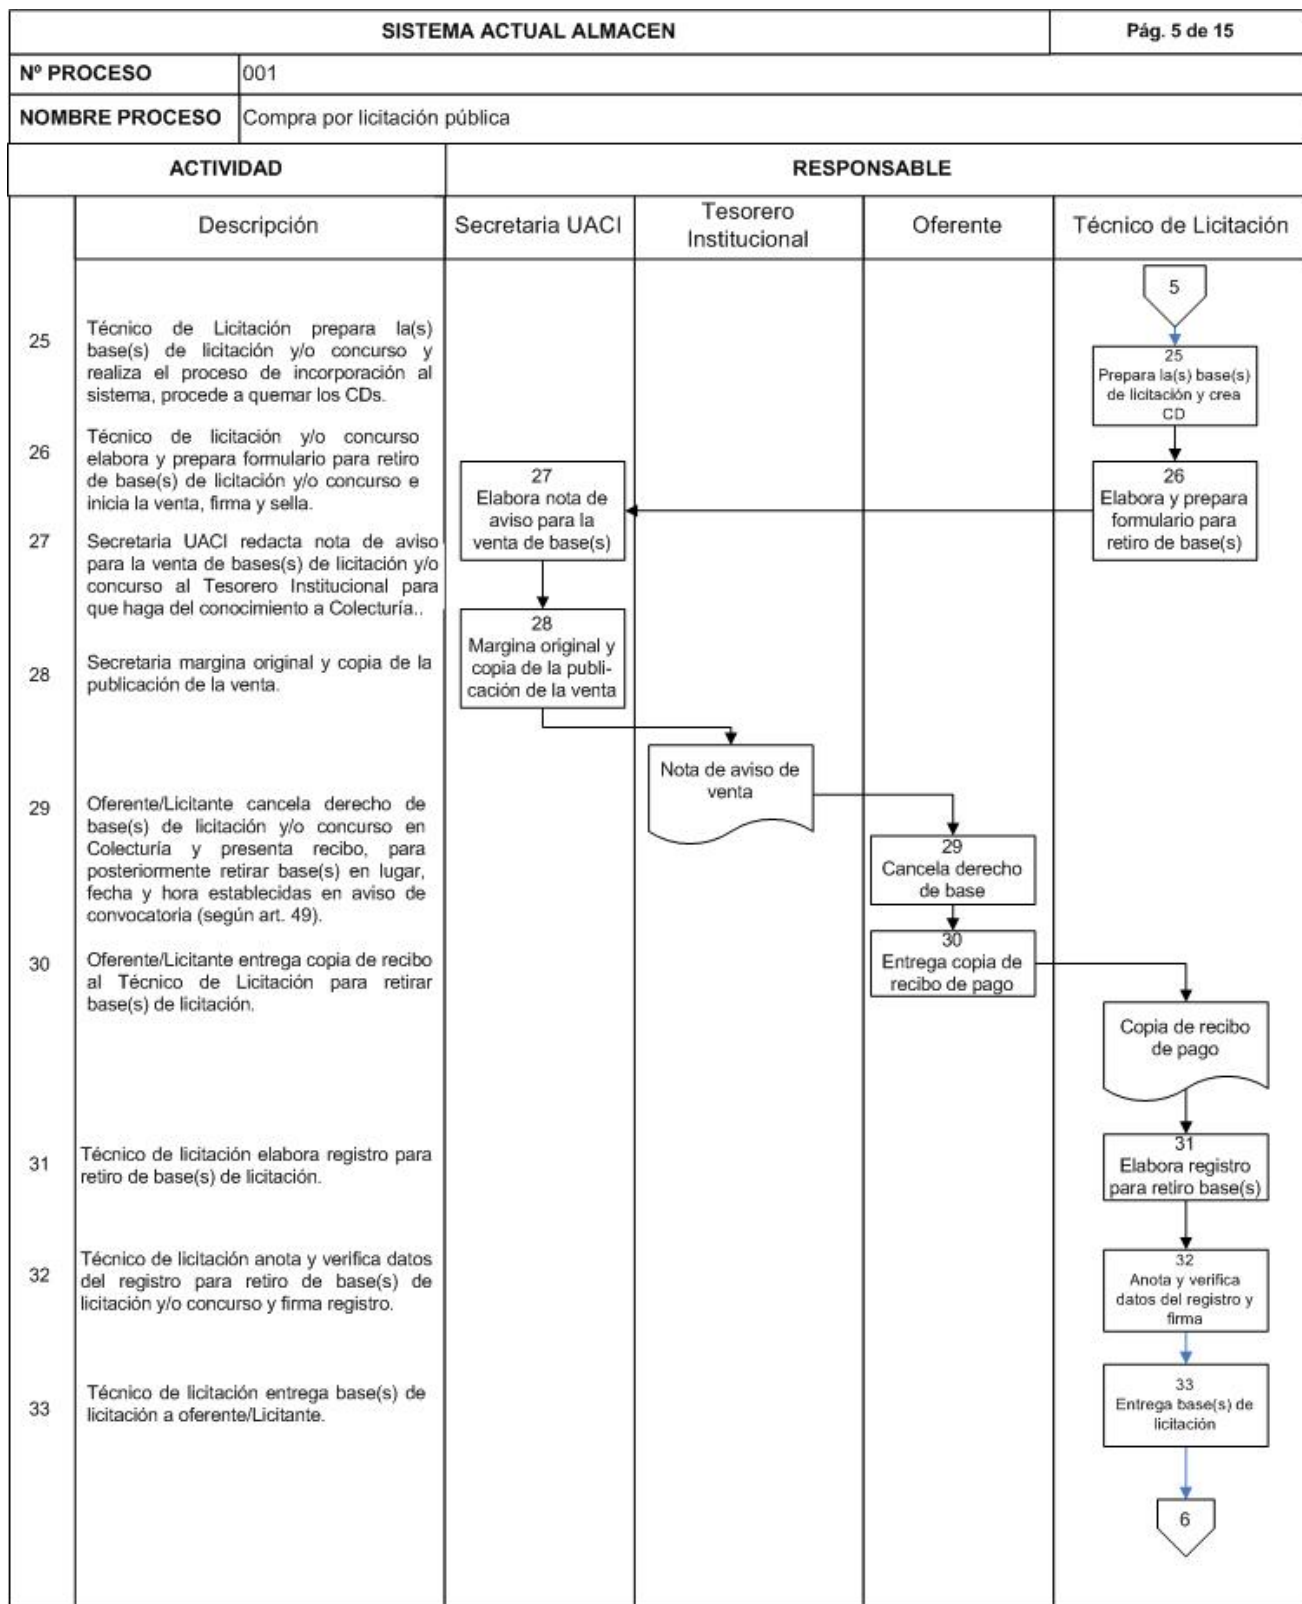 SISTEMA ACTUAL ALMACEN
Pág. 5 de 15
Nº PROCESO
001
NOMBRE PROCESO
Compra por licitación pública
ACTIVIDAD
RESPONSABLE
Descripción
Secretaria UACI
Tesorero
Institucional
Oferente
Técnico de Licitación
5
25
Técnico de Licitación prepara la(s)
base(s) de licitación y/o concurso y
realiza el proceso de incorporación al
sistema, procede a quemar los CDs.
25
Prepara la(s) base(s)
de licitación y crea
CD
26
Técnico de licitación y/o concurso
elabora y prepara formulario para retiro
de base(s) de licitación y/o concurso e
inicia la venta, firma y sella.
27
Elabora nota de
aviso para la
venta de base(s)
26
Elabora y prepara
formulario para
retiro de base(s)
27
Secretaria UACI redacta nota de aviso
para la venta de bases(s) de licitación y/o
concurso al Tesorero Institucional para
que haga del conocimiento a Colecturía..
28
Margina original y
copia de la publi-
cación de la venta
28
Secretaria margina original y copia de la
publicación de la venta.
Nota de aviso de
venta
29
Oferente/Licitante cancela derecho de
base(s) de licitación y/o concurso en
Colecturía y presenta recibo, para
posteriormente retirar base(s) en lugar,
fecha y hora establecidas en aviso de
convocatoria (según art. 49).
29
Cancela derecho
de base
30
Oferente/Licitante entrega copia de recibo
al Técnico de Licitación para retirar
base(s) de licitación.
30
Entrega copia de
recibo de pago
Copia de recibo
de pago
31
Técnico de licitación elabora registro para
retiro de base(s) de licitación.
31
Elabora registro
para retiro base(s)
32
Técnico de licitación anota y verifica datos
del registro para retiro de base(s) de
licitación y/o concurso y firma registro.
32
Anota y verifica
datos del registro y
firma
33
Técnico de licitación entrega base(s) de
licitación a oferente/Licitante.
33
Entrega base(s) de
licitación
6